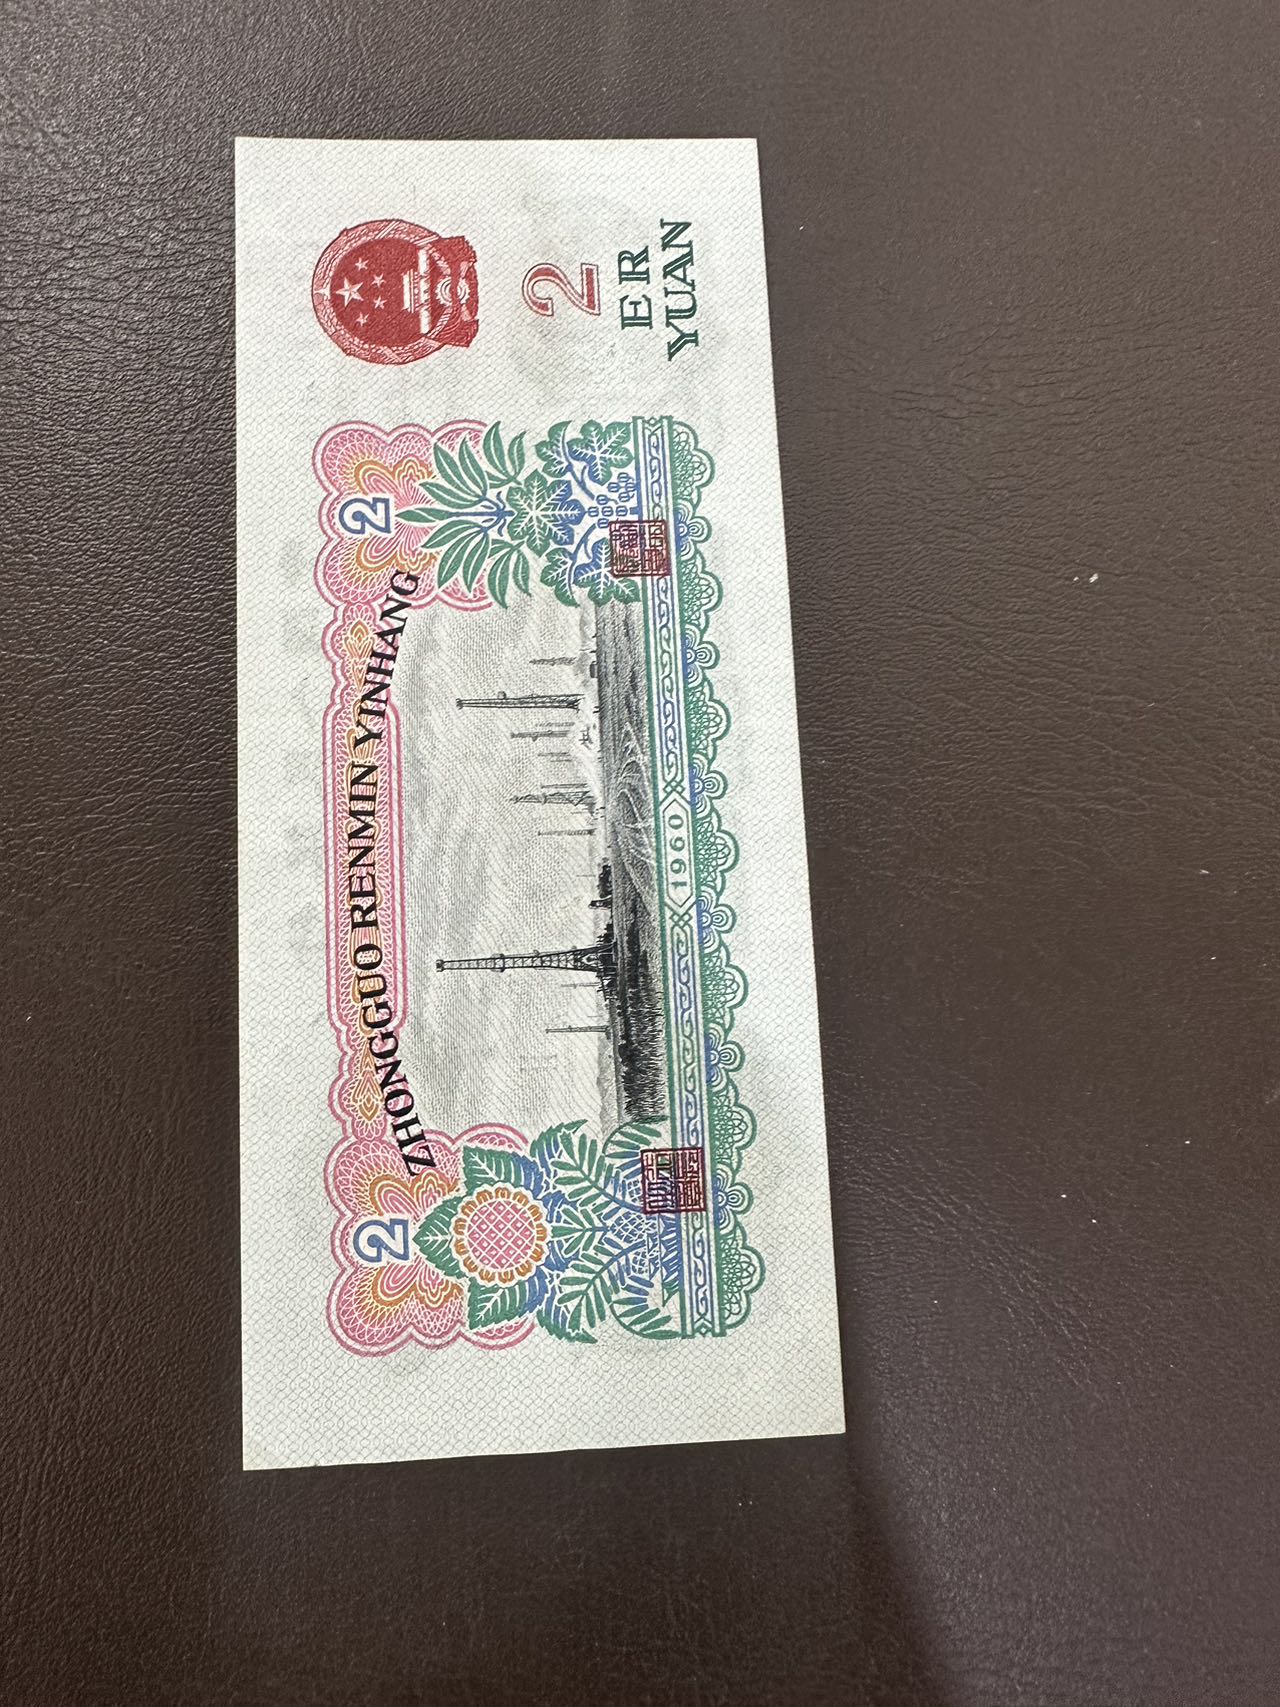 ZHONGGUO RENMIN YINHANG
2
2
2
ER
YUAN
1960